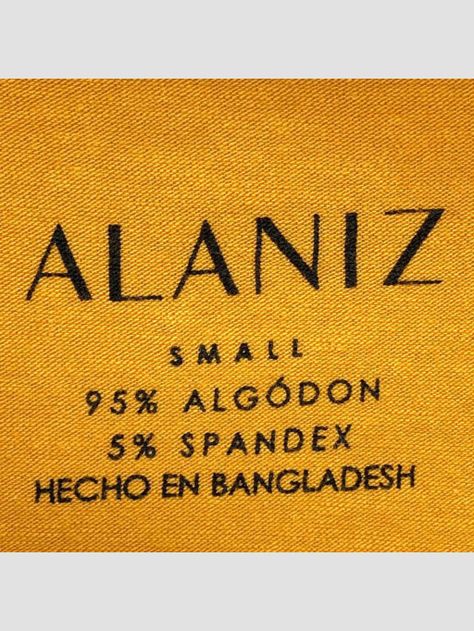 ALANIZ
SMALL
95% ALGÓDON
5% SPANDEX
HECHO EN BANGLADESH